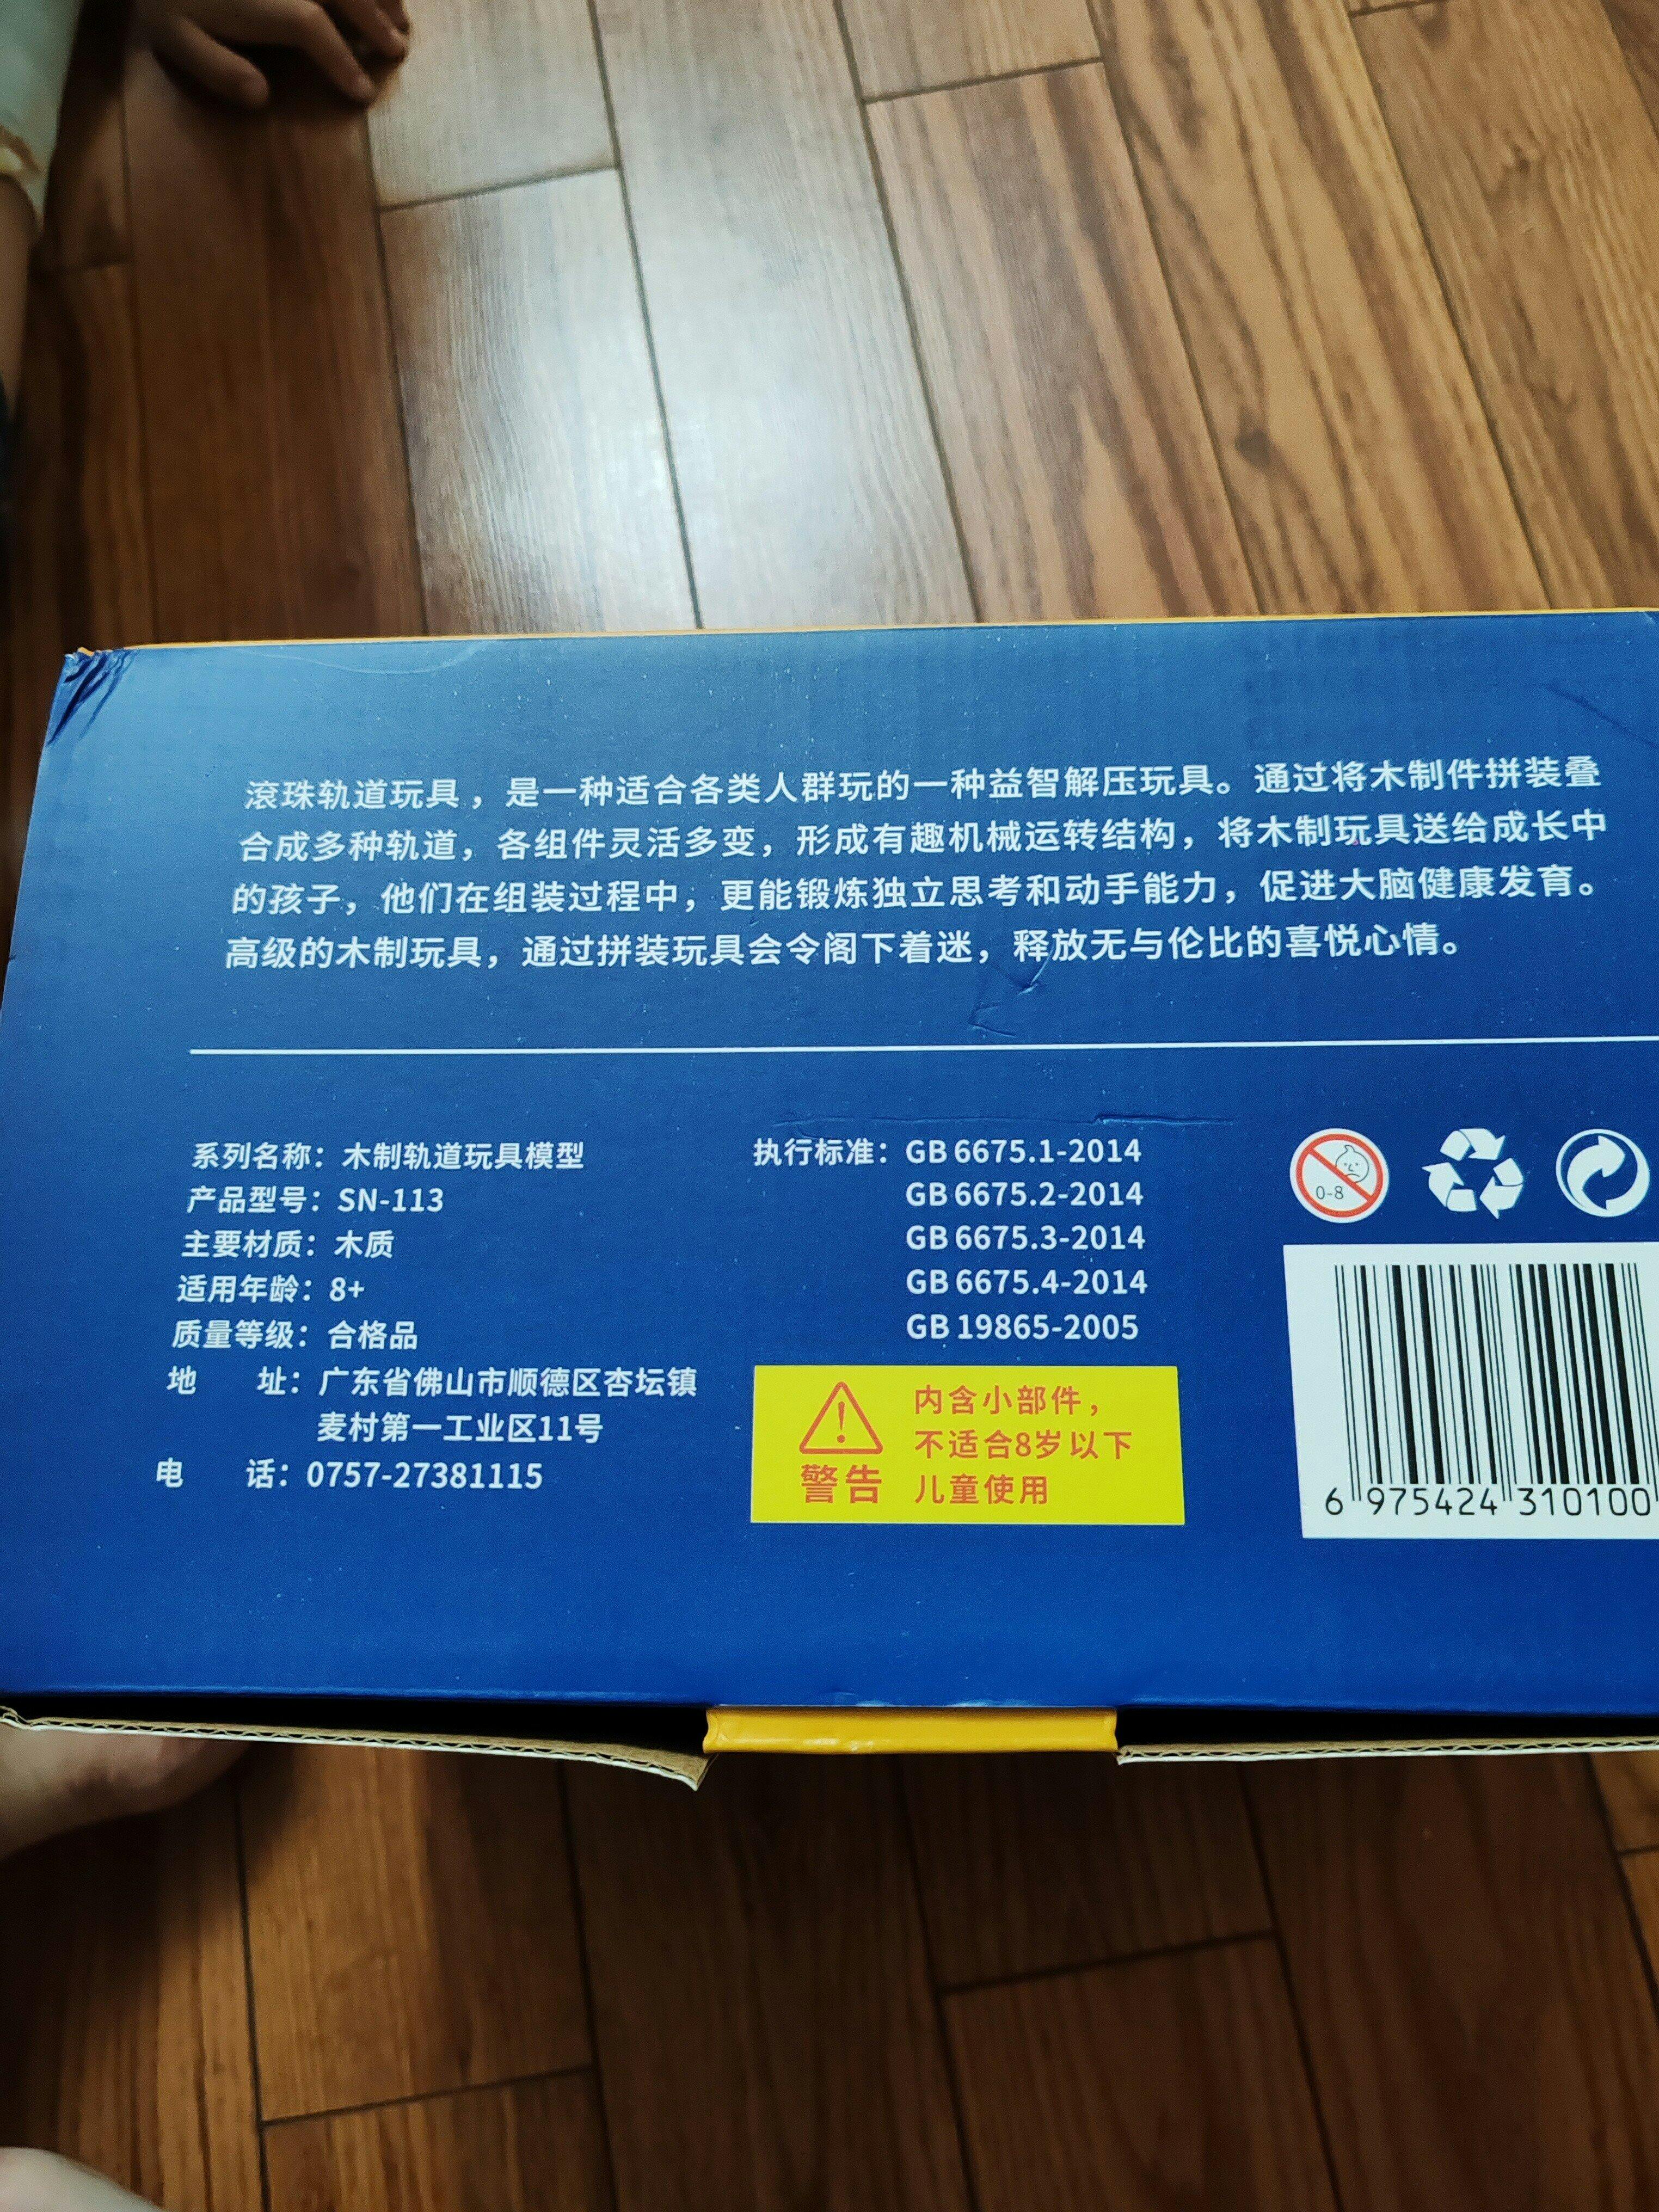 滚珠轨道玩具，是一种适合各类人群玩的一种益智解压玩具。通过将木制件拼装叠
合成多种轨道，各组件灵活多变，形成有趣机械运转结构，将木制玩具送给成长中
的孩子，他们在组装过程中，更能锻炼独立思考和动手能力，促进大脑健康发育。
高级的木制玩具，通过拼装玩具会令阁下着迷，释放无与伦比的喜悦心情。
系列名称：木制轨道玩具模型
产品型号：SN-113
主要材质：木质
适用年龄：8+
质量等级：合格品
地　　址：广东省佛山市顺德区杏坛镇
麦村第一工业区11号
电　　话：0757-27381115
执行标准：GB 6675.1-2014
GB 6675.2-2014
GB 6675.3-2014
GB 6675.4-2014
GB 19865-2005
警告
内含小部件，
不适合8岁以下
儿童使用
0-8
6 975424 310100